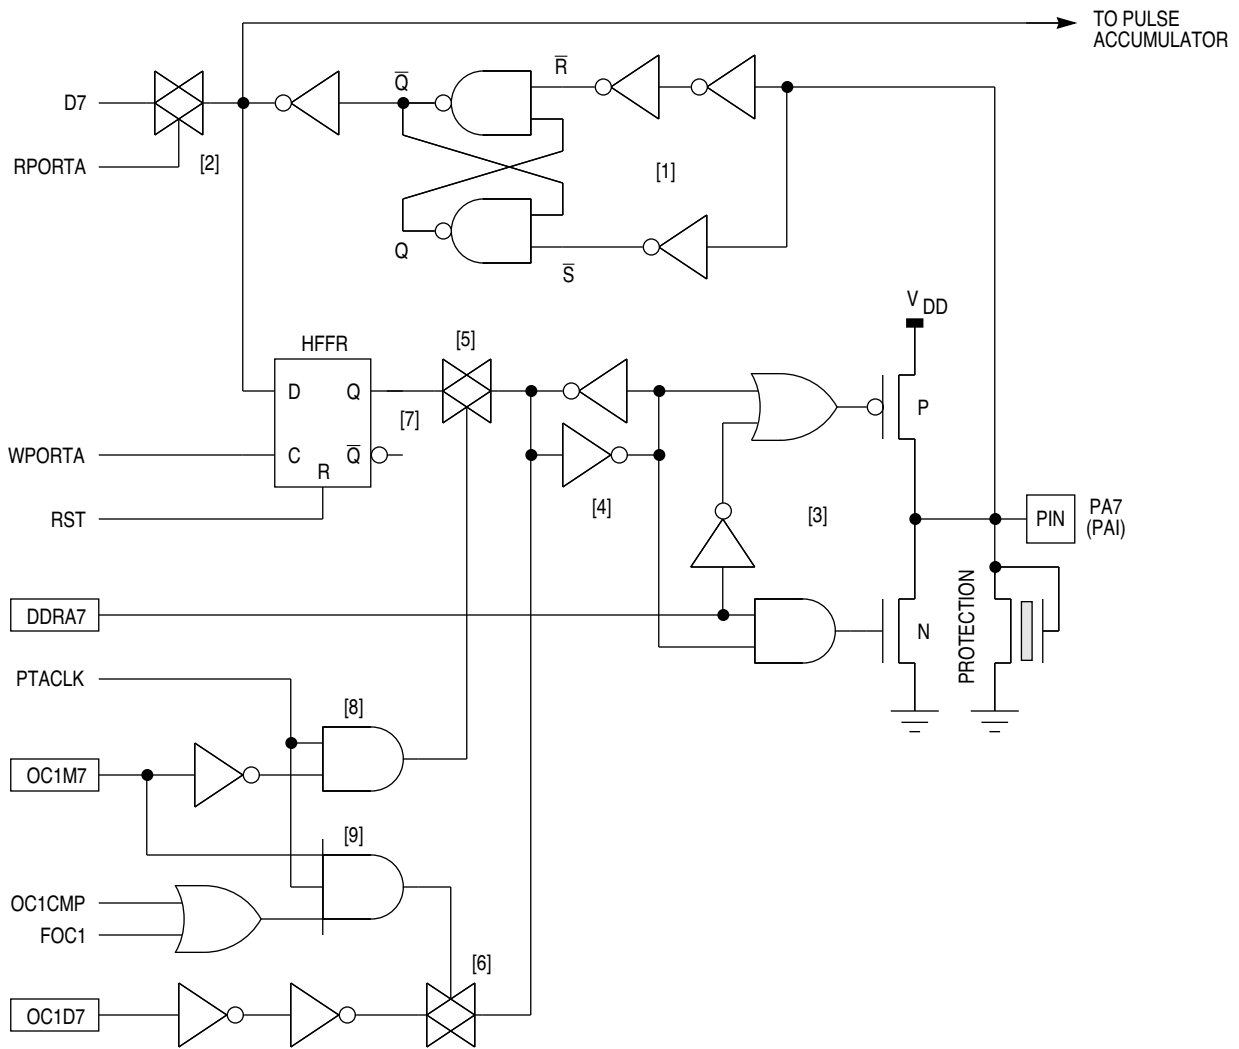 TO PULSE
ACCUMULATOR
R̅
Q̅
D7
[2]
RPORTA
[1]
Q
S̅
V DD
HFFR
[5]
D
Q
[7]
P
WPORTA
C
Q̅
R
[4]
[3]
RST
PIN
PA7
(PAI)
DDRA7
N
PROTECTION
PTACLK
[8]
OC1M7
[9]
OC1CMP
FOC1
[6]
OC1D7